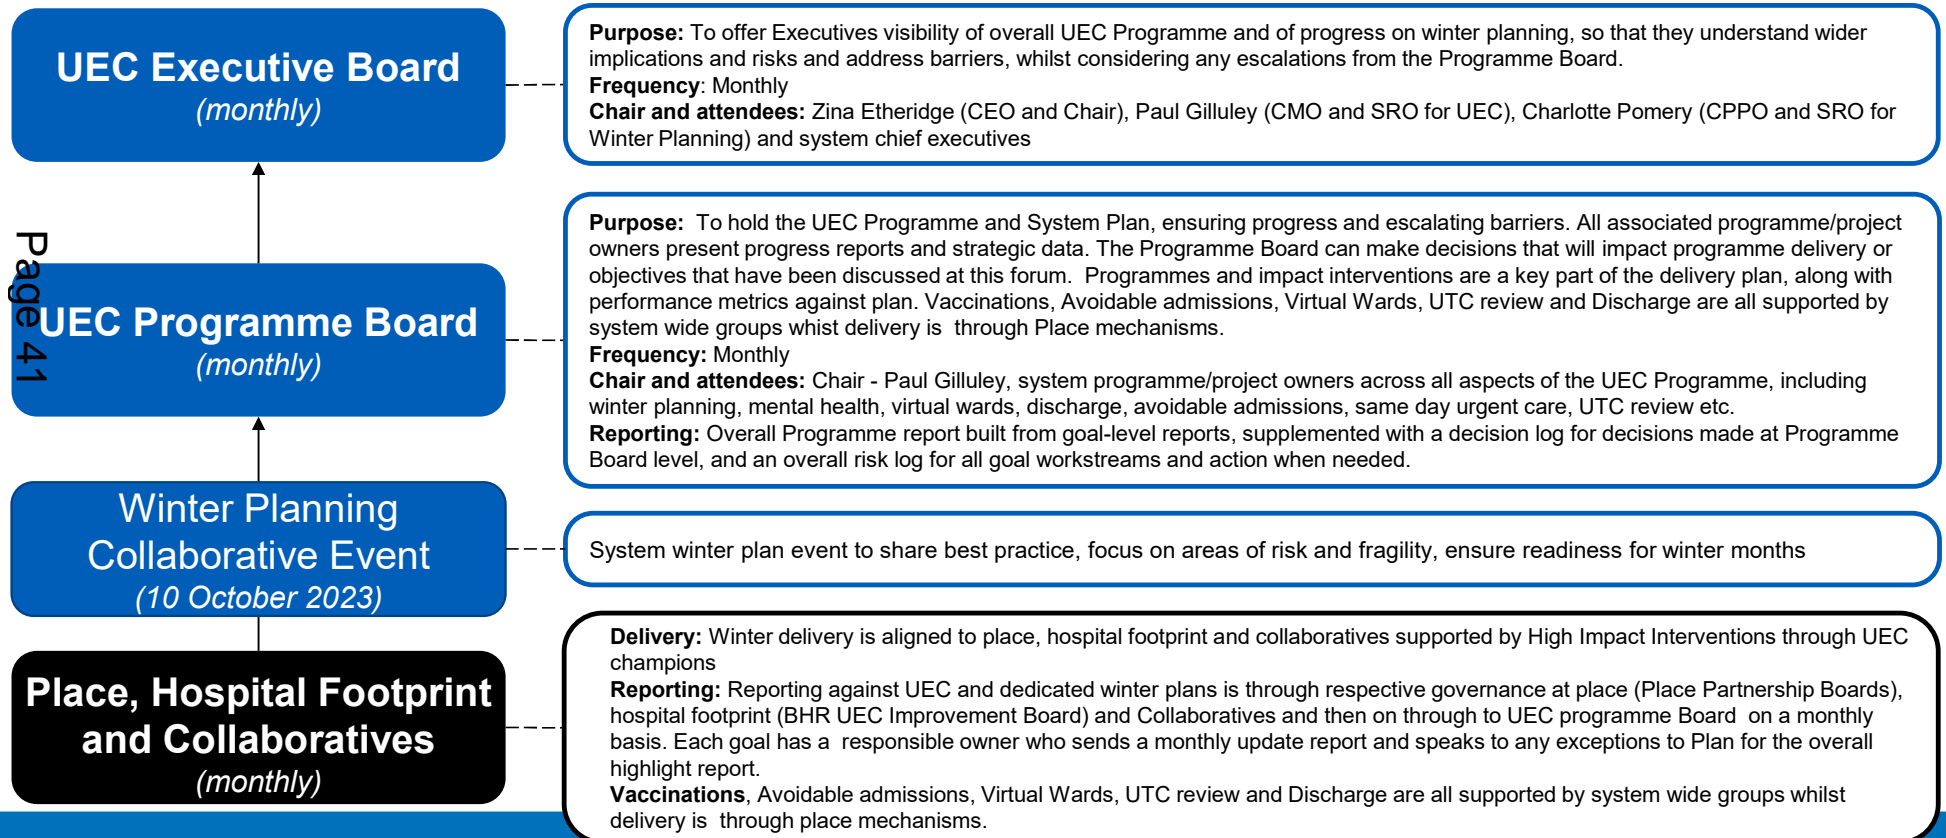 UEC Executive Board
(monthly)
Purpose: To offer Executives visibility of overall UEC Programme and of progress on winter planning, so that they understand wider
implications and risks and address barriers, whilst considering any escalations from the Programme Board.
Frequency: Monthly
Chair and attendees: Zina Etheridge (CEO and Chair), Paul Gilluley (CMO and SRO for UEC), Charlotte Pomery (CPPO and SRO for
Winter Planning) and system chief executives
Page 41
UEC Programme Board
(monthly)
Purpose: To hold the UEC Programme and System Plan, ensuring progress and escalating barriers. All associated programme/project
owners present progress reports and strategic data. The Programme Board can make decisions that will impact programme delivery or
objectives that have been discussed at this forum. Programmes and impact interventions are a key part of the delivery plan, along with
performance metrics against plan. Vaccinations, Avoidable admissions, Virtual Wards, UTC review and Discharge are all supported by
system wide groups whist delivery is through Place mechanisms.
Frequency: Monthly
Chair and attendees: Chair - Paul Gilluley, system programme/project owners across all aspects of the UEC Programme, including
winter planning, mental health, virtual wards, discharge, avoidable admissions, same day urgent care, UTC review etc.
Reporting: Overall Programme report built from goal-level reports, supplemented with a decision log for decisions made at Programme
Board level, and an overall risk log for all goal workstreams and action when needed.
Winter Planning
Collaborative Event
(10 October 2023)
System winter plan event to share best practice, focus on areas of risk and fragility, ensure readiness for winter months
Place, Hospital Footprint
and Collaboratives
(monthly)
Delivery: Winter delivery is aligned to place, hospital footprint and collaboratives supported by High Impact Interventions through UEC
champions
Reporting: Reporting against UEC and dedicated winter plans is through respective governance at place (Place Partnership Boards),
hospital footprint (BHR UEC Improvement Board) and Collaboratives and then on through to UEC programme Board on a monthly
basis. Each goal has a responsible owner who sends a monthly update report and speaks to any exceptions to Plan for the overall
highlight report.
Vaccinations, Avoidable admissions, Virtual Wards, UTC review and Discharge are all supported by system wide groups whilst
delivery is through place mechanisms.